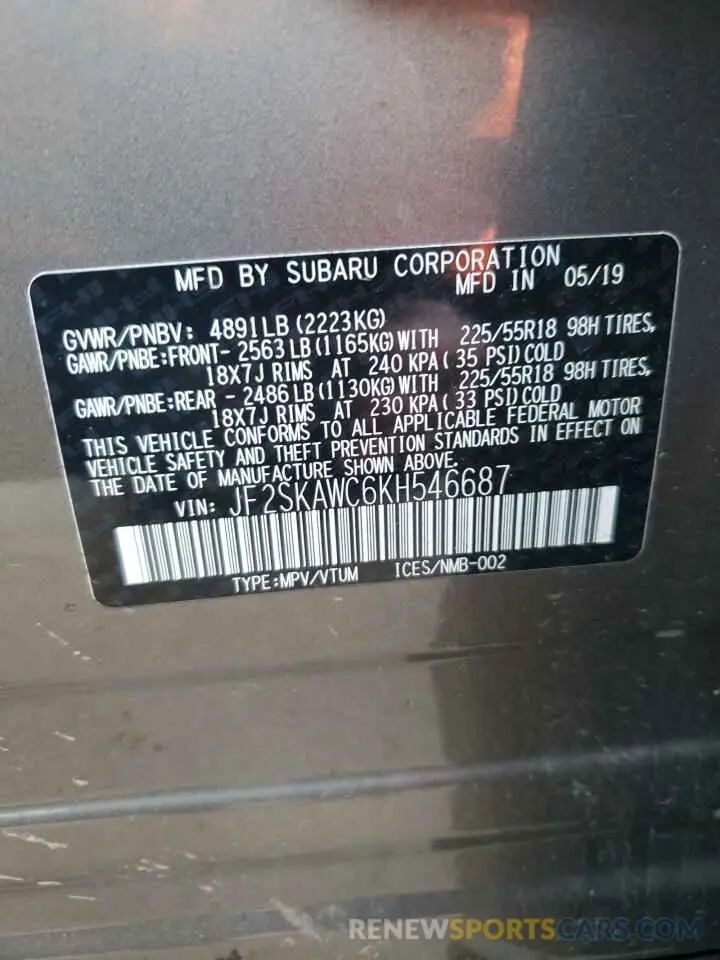 MFD BY SUBARU CORPORATION
MFD IN 05/19
GVWR/PNBV: 4891LB (2223KG)
GAWR/PNBE:FRONT- 2563 LB (1165KG) WITH 225/55R18 98H TIRES,
18X7J RIMS AT 240 KPA ( 35 PSI) COLD
GAWR/PNBE:REAR - 2486 LB (1130KG) WITH 225/55R18 98H TIRES,
18X7J RIMS AT 230 KPA ( 33 PSI) COLD
THIS VEHICLE CONFORMS TO ALL APPLICABLE FEDERAL MOTOR
VEHICLE SAFETY AND THEFT PREVENTION STANDARDS IN EFFECT ON
THE DATE OF MANUFACTURE SHOWN ABOVE.
VIN: JF2SKAWC6KH546687
TYPE:MPV/VTUM ICES/NMB-002
RENEWSPORTSCARS.COM